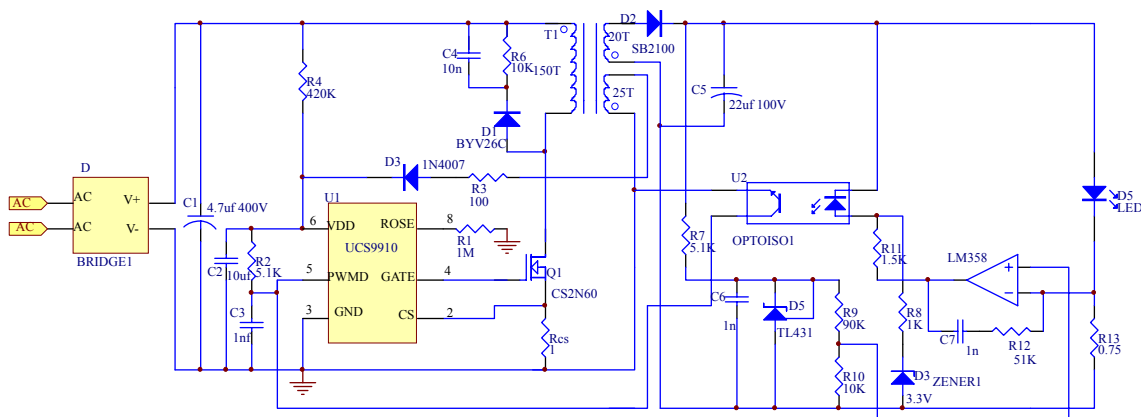 D2
T1
20T
SB2100
C4
10n
R6
10K
150T
R4
420K
25T
C5
22uf 100V
D1
BYV26C
D
D3
1N4007
R3
100
U2
D5
LED
AC
AC
V+
C1
4.7uf 400V
U1
AC
AC
V-
BRIDGE1
6
VDD
ROSE
8
UCS9910
R1
1M
OPTOISO1
R7
5.1K
R11
1.5K
LM358
C2
10uf
R2
5.1K
5
PWMD
GATE
4
Q1
CS2N60
C3
1nf
3
GND
CS
2
Rcs
1
C6
1n
D5
TL431
R9
90K
R8
1K
C7
1n
R12
51K
R13
0.75
R10
10K
D3
ZENER1
3.3V